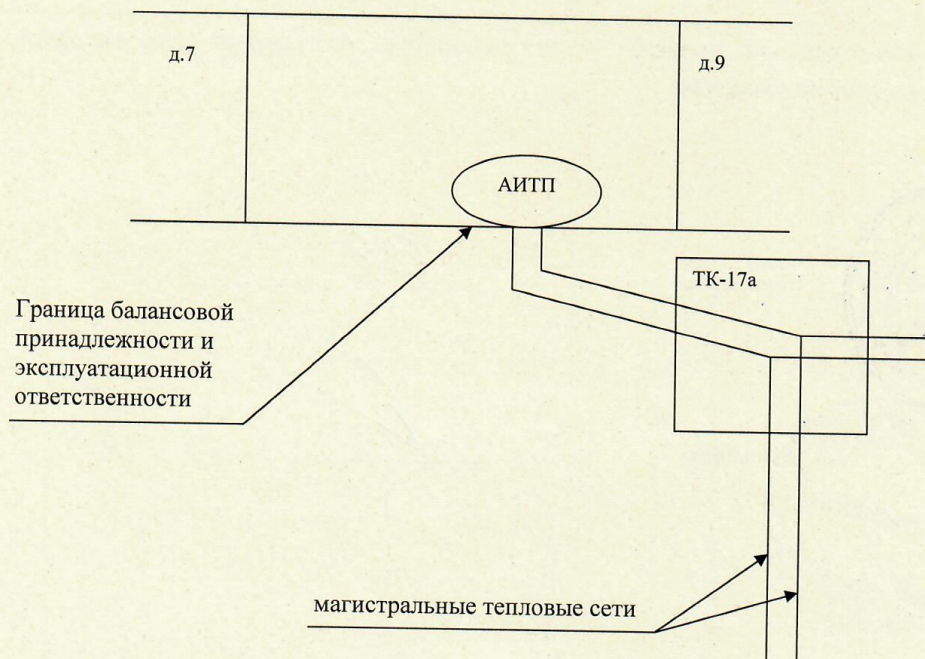 д.7
д.9
АИТП
ТК-17а
Граница балансовой
принадлежности и
эксплуатационной
ответственности
магистральные тепловые сети